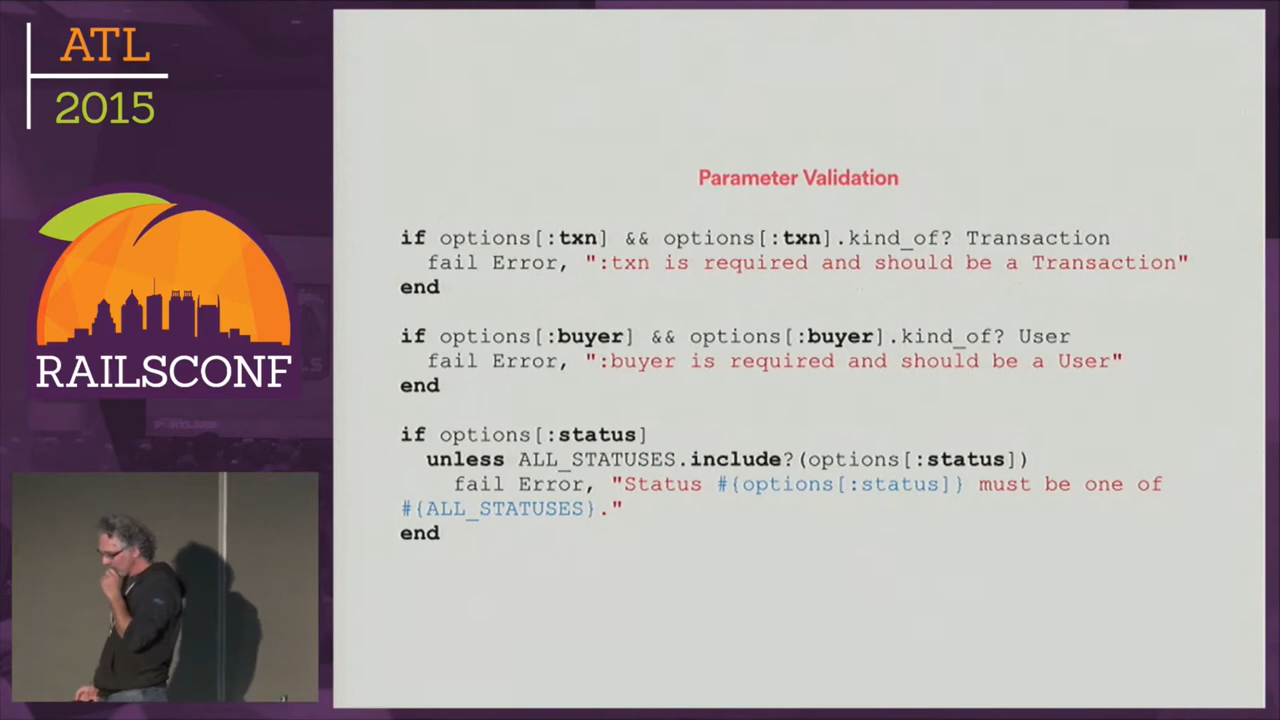 ATL
2015
RAILSCONF
Parameter Validation
if options[:txn] && options[:txn].kind_of? Transaction
  fail Error, ":txn is required and should be a Transaction"
end
if options[:buyer] && options[:buyer].kind_of? User
  fail Error, ":buyer is required and should be a User"
end
if options[:status]
  unless ALL_STATUSES.include?(options[:status])
    fail Error, "Status #{options[:status]} must be one of
#{ALL_STATUSES}."
end